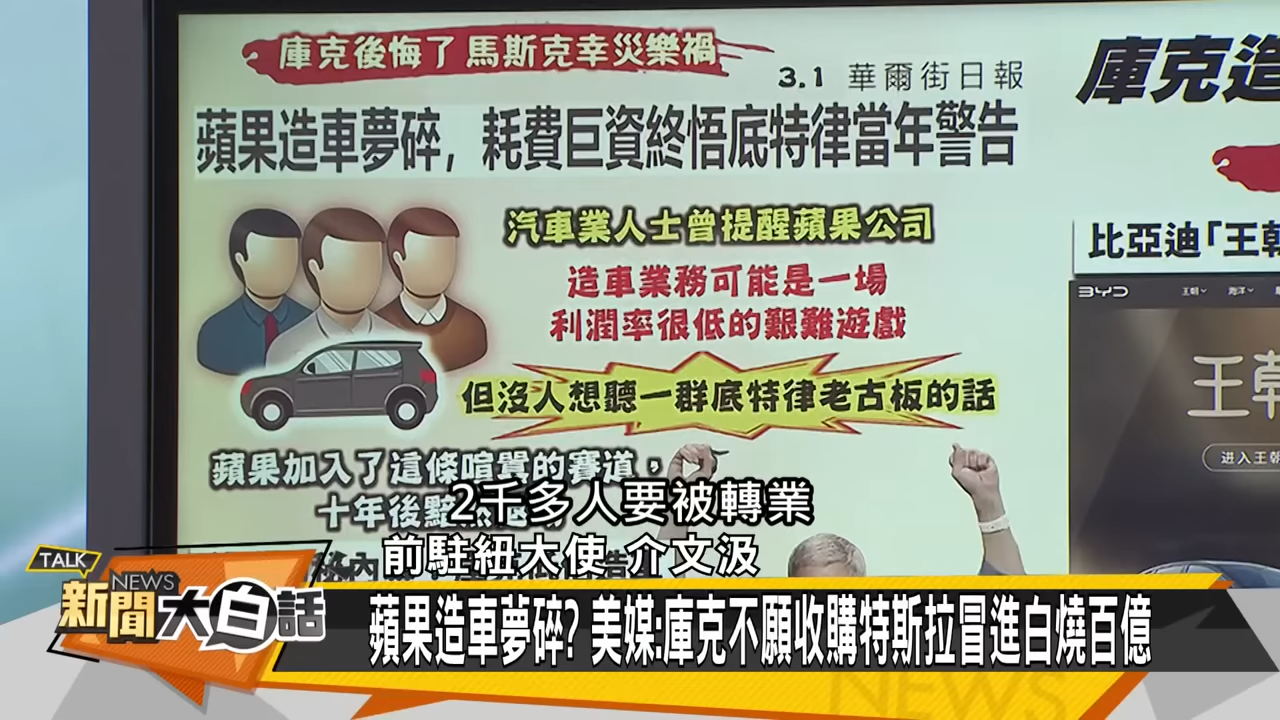 庫克後悔了 馬斯克幸災樂禍
3.1 華爾街日報
蘋果造車夢碎，耗費巨資終悟底特律當年警告
汽車業人士曾提醒蘋果公司
造車業務可能是一場
利潤率很低的艱難遊戲
但沒人想聽一群底特律老古板的話
蘋果加入了這條喧囂的賽道，
十年後黯
庫克造
比亞迪「王朝
BYD
王朝
海洋
王朝
进入王朝
2千多人要被轉業
前駐紐大使 介文汲
TALK
NEWS
新聞大白話
蘋果造車夢碎? 美媒:庫克不願收購特斯拉冒進白燒百億
NEWS